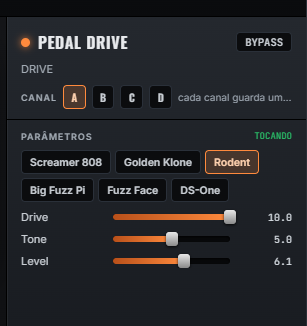 PEDAL DRIVE BYPASS
DRIVE
CANAL A B C D cada canal guarda um...
PARÂMETROS TOCANDO
Screamer 808 Golden Klone Rodent
Big Fuzz Pi Fuzz Face DS-One
Drive 10.0
Tone 5.0
Level 6.1